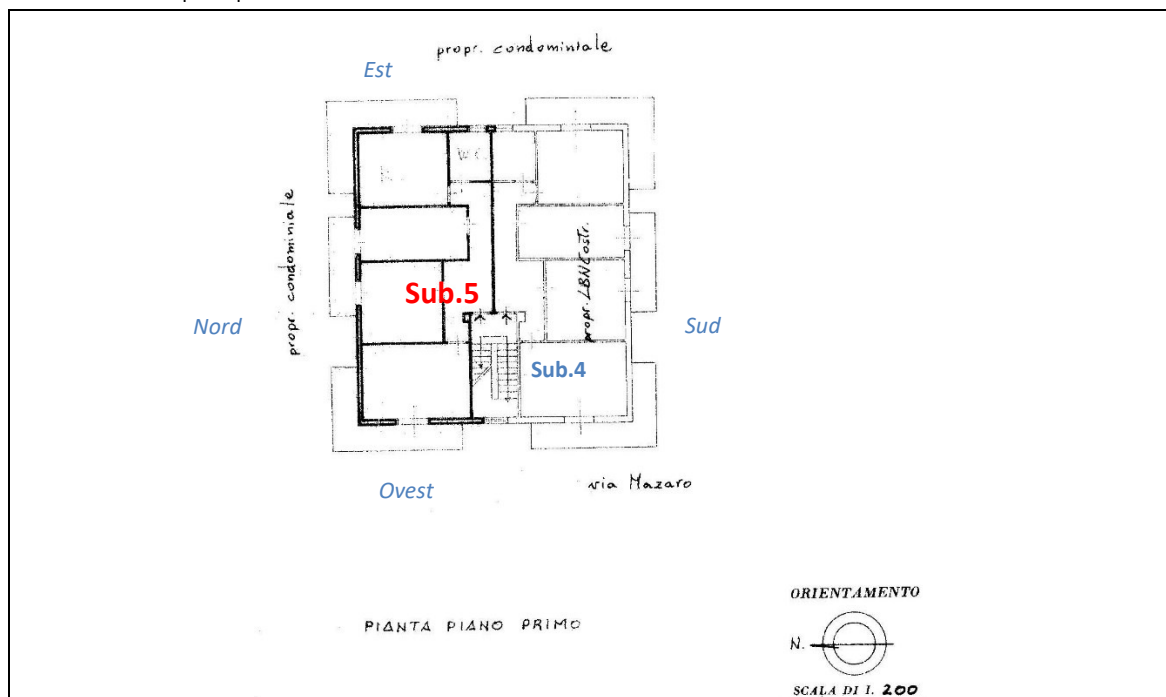 propr. condominiale
Est
W.C.
propr. condominiale
propr. LBN Costr.
Sub.5
Nord
Sud
Sub.4
Ovest
via Mazaro
ORIENTAMENTO
PIANTA PIANO PRIMO
N.
SCALA DI 1. 200